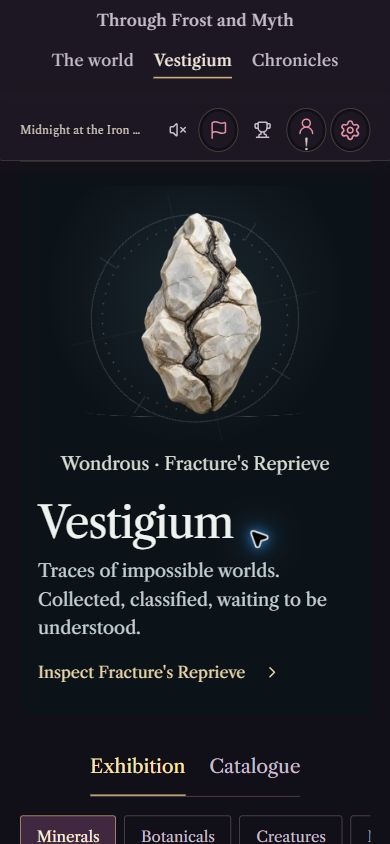 Through Frost and Myth
The world Vestigium Chronicles
Midnight at the Iron ...
!
Wondrous · Fracture's Reprieve
Vestigium
Traces of impossible worlds.
Collected, classified, waiting to be
understood.
Inspect Fracture's Reprieve
Exhibition Catalogue
Minerals Botanicals Creatures